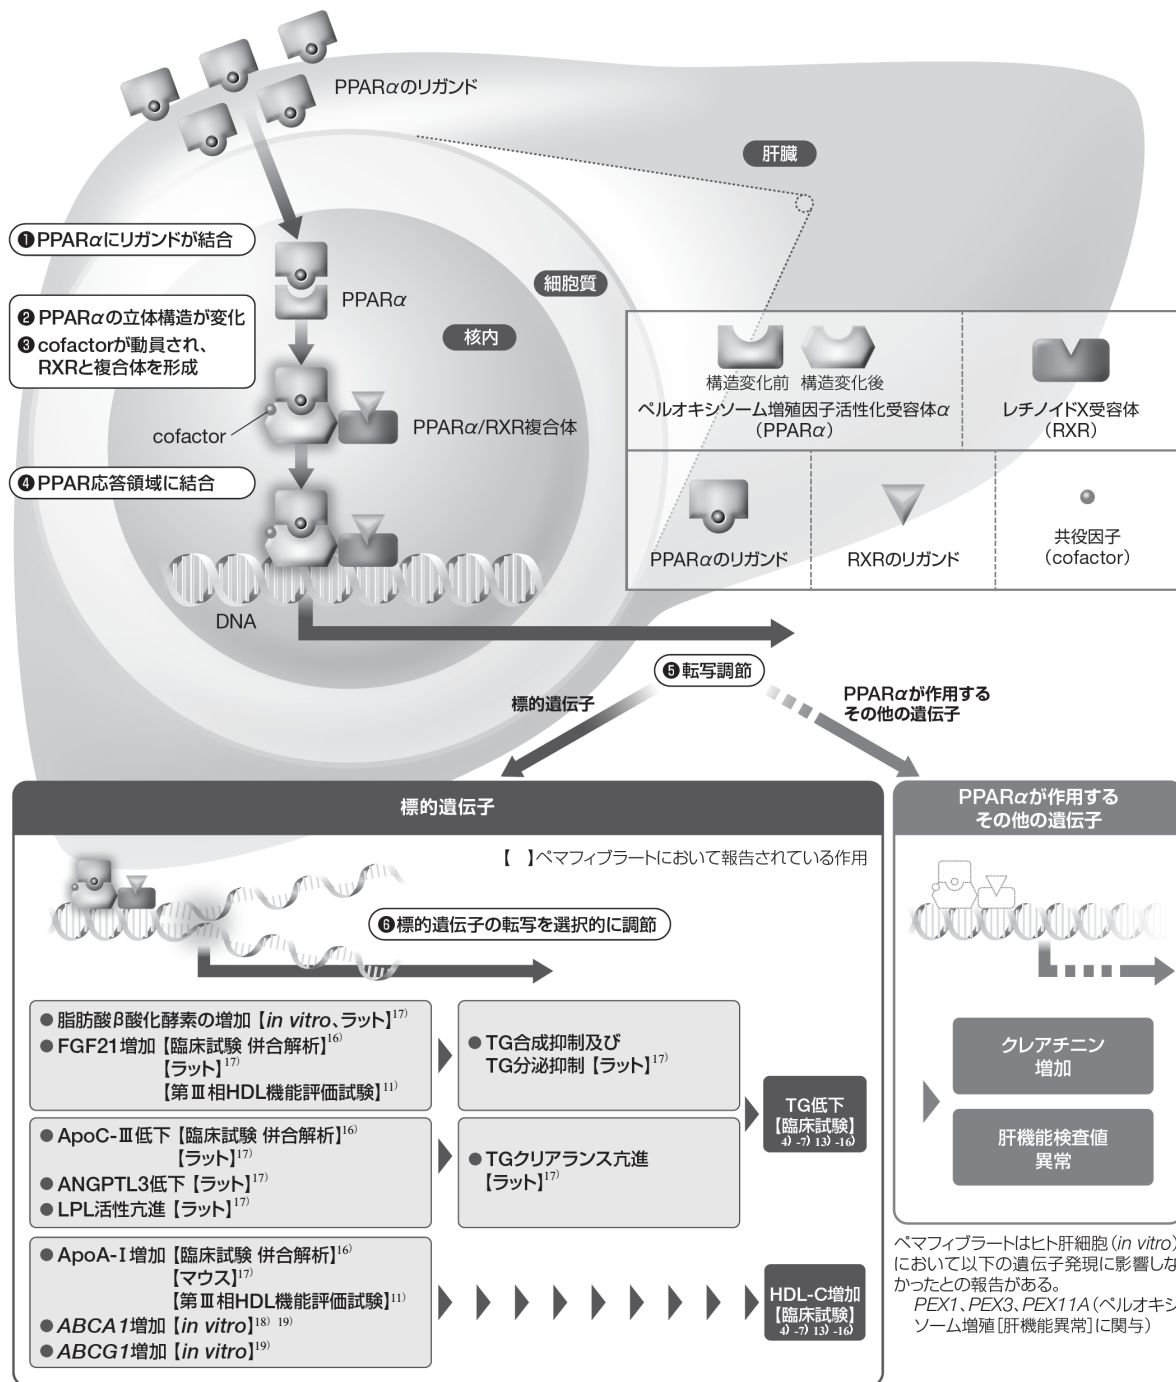 PPARαのリガンド
肝臓
❶PPARαにリガンドが結合
細胞質
PPARα
❷PPARαの立体構造が変化
❸cofactorが動員され、
RXRと複合体を形成
核内
cofactor
PPARα/RXR複合体
❹PPAR応答領域に結合
DNA
構造変化前 構造変化後
ペルオキシソーム増殖因子活性化受容体α
（PPARα）
レチノイドX受容体
（RXR）
PPARαのリガンド
RXRのリガンド
共役因子
（cofactor）
❺転写調節
標的遺伝子
PPARαが作用する
その他の遺伝子
標的遺伝子
【 】ペマフィブラートにおいて報告されている作用
❻標的遺伝子の転写を選択的に調節
●脂肪酸β酸化酵素の増加【in vitro、ラット】17)
●FGF21増加【臨床試験 併合解析】16)
【ラット】17)
【第Ⅲ相HDL機能評価試験】11)
●TG合成抑制及び
TG分泌抑制【ラット】17)
●ApoC-Ⅲ低下【臨床試験 併合解析】16)
【ラット】17)
●ANGPTL3低下【ラット】17)
●LPL活性亢進【ラット】17)
●TGクリアランス亢進
【ラット】17)
TG低下
【臨床試験】
4) -7) 13) -16)
●ApoA-I増加【臨床試験 併合解析】16)
【マウス】17)
【第Ⅲ相HDL機能評価試験】11)
●ABCA1増加【in vitro】18) 19)
●ABCG1増加【in vitro】19)
HDL-C増加
【臨床試験】
4) -7) 13) -16)
PPARαが作用する
その他の遺伝子
クレアチニン
増加
肝機能検査値
異常
ペマフィブラートはヒト肝細胞（in vitro）
において以下の遺伝子発現に影響しな
かったとの報告がある。
PEX1、PEX3、PEX11A（ペルオキシ
ソーム増殖［肝機能異常］に関与）